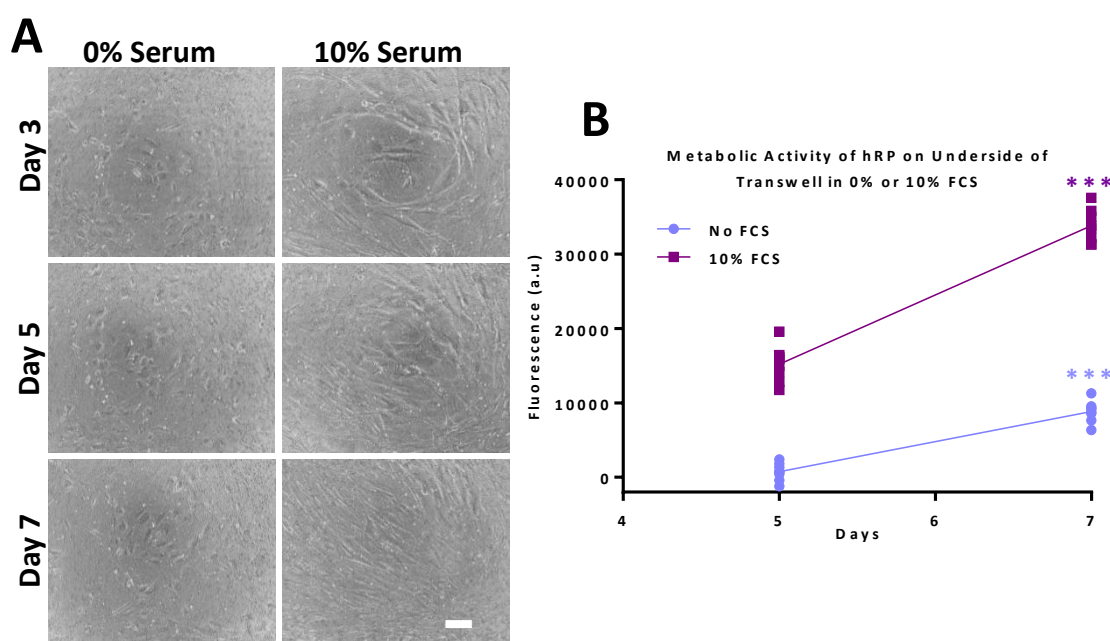 A
0% Serum
10% Serum
Day 3
Day 5
Day 7
B
Metabolic Activity of hRP on Underside of
Transwell in 0% or 10% FCS
Fluorescence (a.u)
40000
30000
20000
10000
0
No FCS
10% FCS
***
***
4
5
6
7
Days